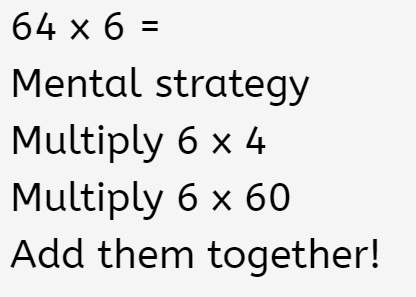 64 x 6 =
Mental strategy
Multiply 6 x 4
Multiply 6 x 60
Add them together!